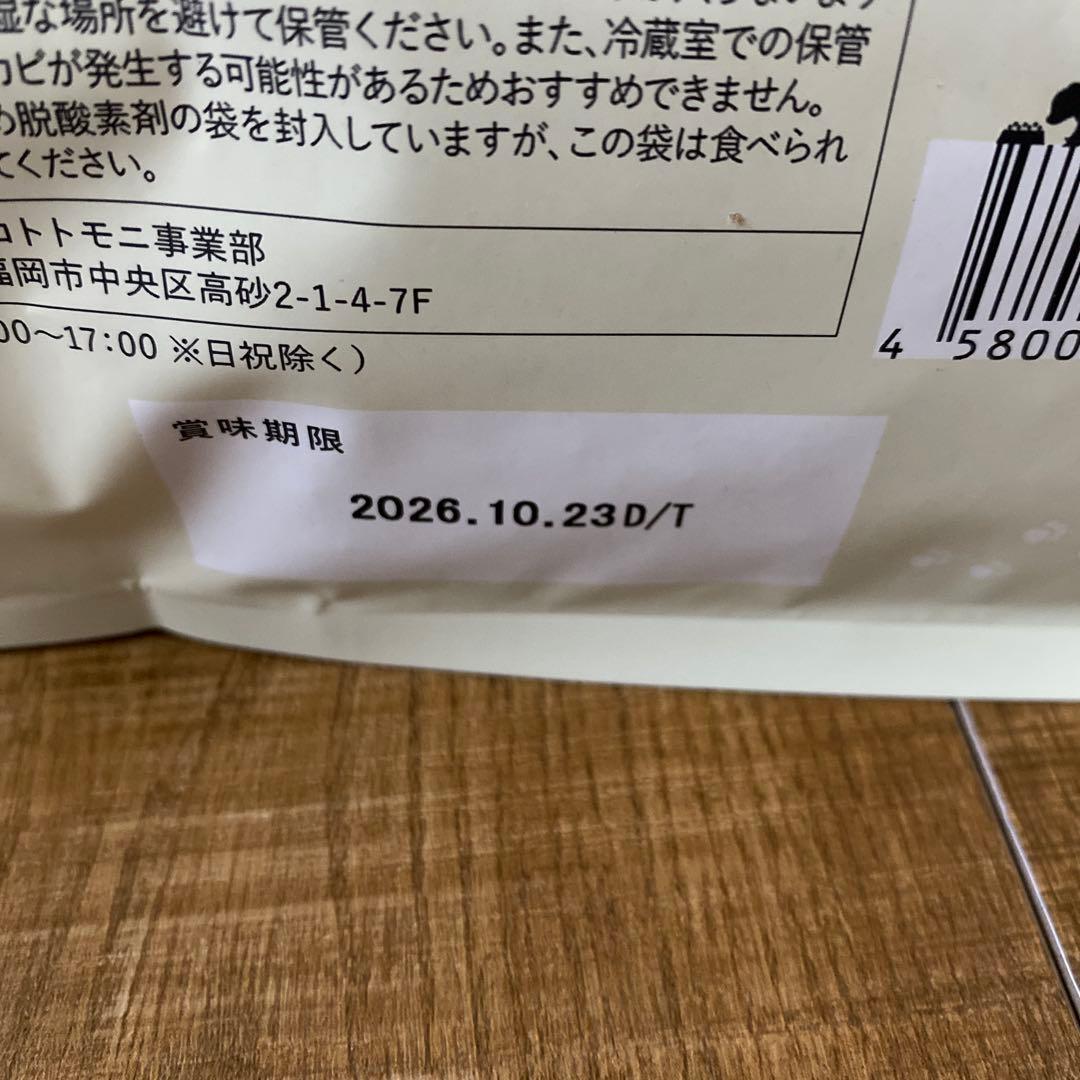 湿な場所を避けて保管ください。また、冷蔵室での保管
カビが発生する可能性があるためおすすめできません。
め脱酸素剤の袋を封入していますが、この袋は食べられ
てください。
コトトモニ事業部
福岡市中央区高砂2-1-4-7F
00〜17:00 ※日祝除く）
4 5800
賞味期限
2026.10.23D/T